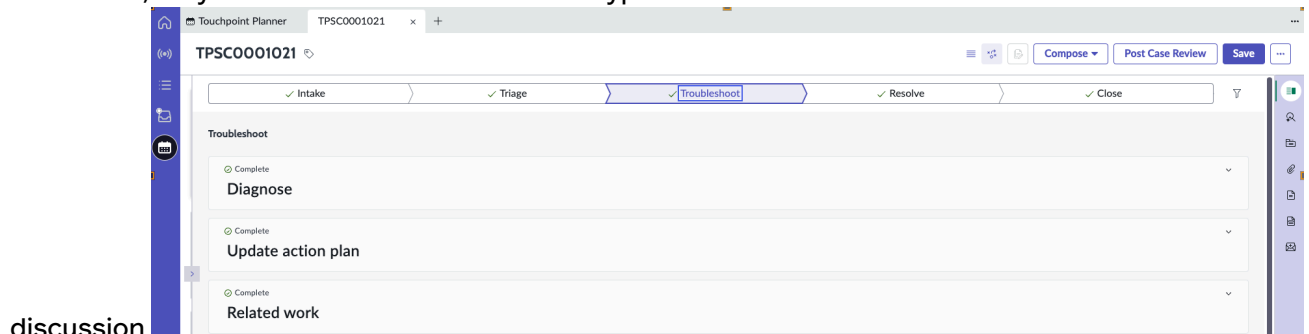 Touchpoint Planner TPSC0001021 × +
TPSC0001021 Compose Post Case Review Save
Intake Triage Troubleshoot Resolve Close
Troubleshoot
Complete
Diagnose
Complete
Update action plan
Complete
Related work
discussion